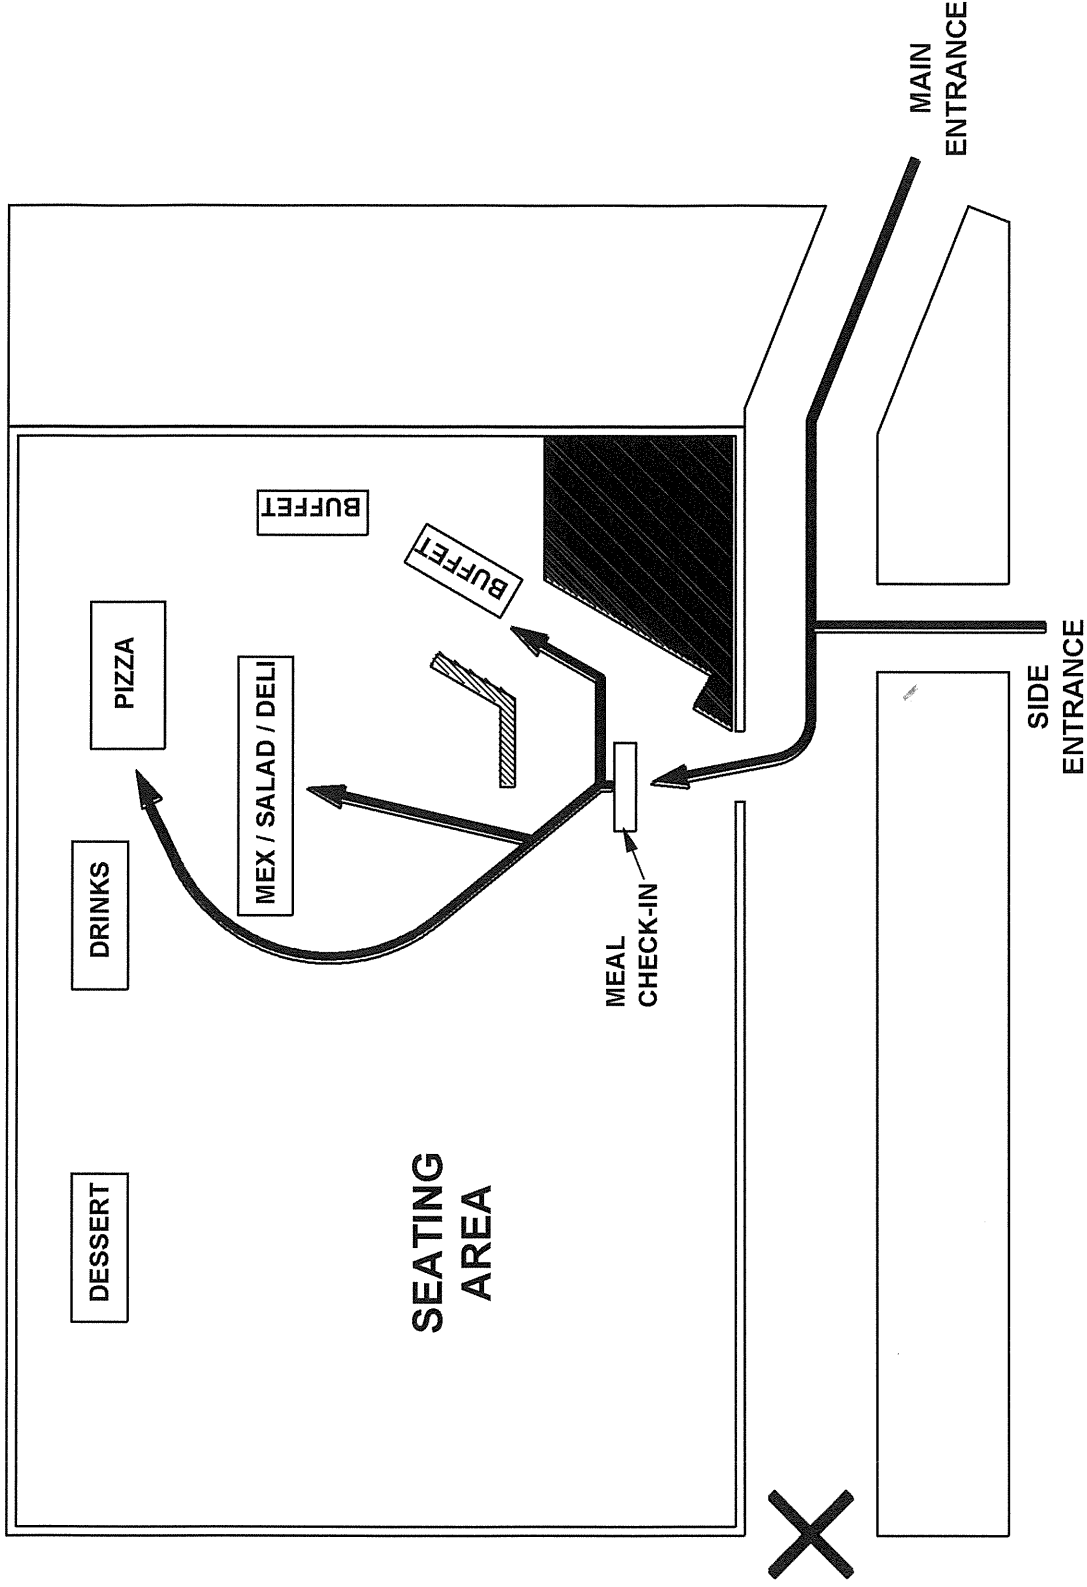 MAIN
ENTRANCE
BUFFET
BUFFET
PIZZA
MEX / SALAD / DELI
DRINKS
MEAL
CHECK-IN
SIDE
ENTRANCE
DESSERT
SEATING
AREA